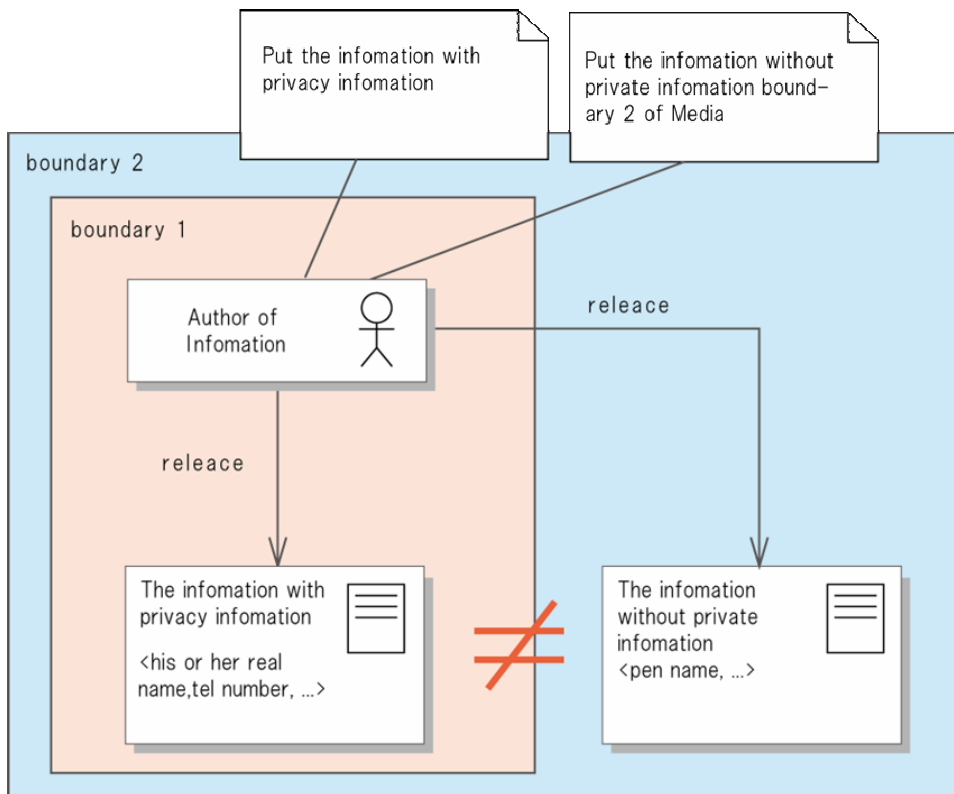 Put the infomation with
privacy infomation
Put the infomation without
private infomation bound-
ary 2 of Media
boundary 2
boundary 1
Author of
Infomation
releace
releace
The infomation with
privacy infomation
<his or her real
name,tel number, ...>
The infomation
without private
infomation
<pen name, ...>